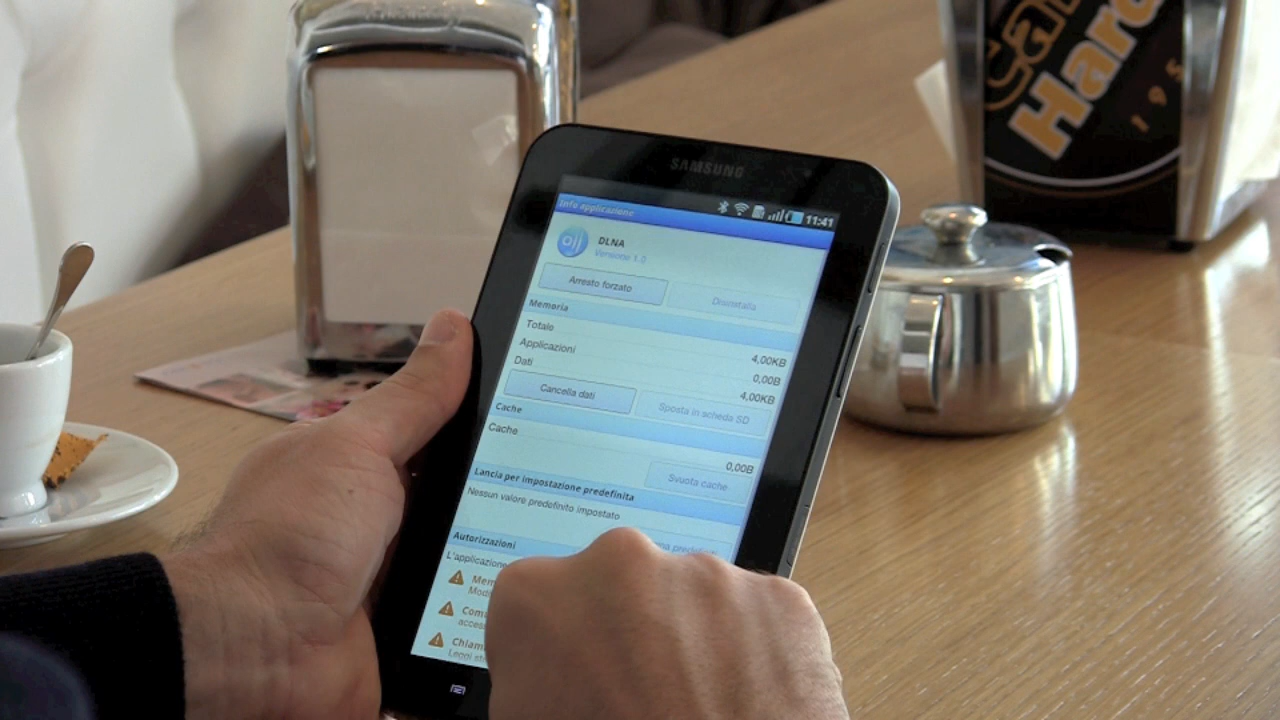 Hard
195
SAMSUNG
11:41
Info applicazione
DLNA
Versione 1.0
Arresto forzato
Disinstalla
Memoria
Totale 4,00KB
Applicazioni 0,00B
Dati 4,00KB
Cancella dati
Sposta in scheda SD
Cache
Cache 0,00B
Svuota cache
Lancia per impostazione predefinita
Nessun valore predefinito impostato
Autorizzazioni
L'applicazione